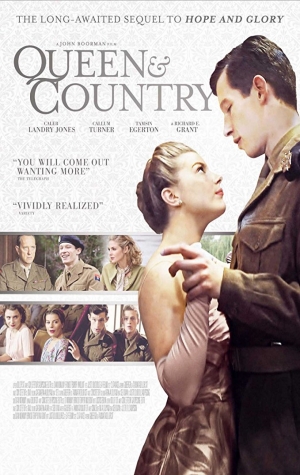 THE LONG-AWAITED SEQUEL TO HOPE AND GLORY
A JOHN BOORMAN FILM
QUEEN &
COUNTRY
CALEB LANDRY JONES
CALLUM TURNER
TAMSIN EGERTON
& RICHARD E. GRANT
"YOU WILL COME OUT
WANTING MORE"
THE TELEGRAPH
"VIVIDLY REALIZED"
VARIETY